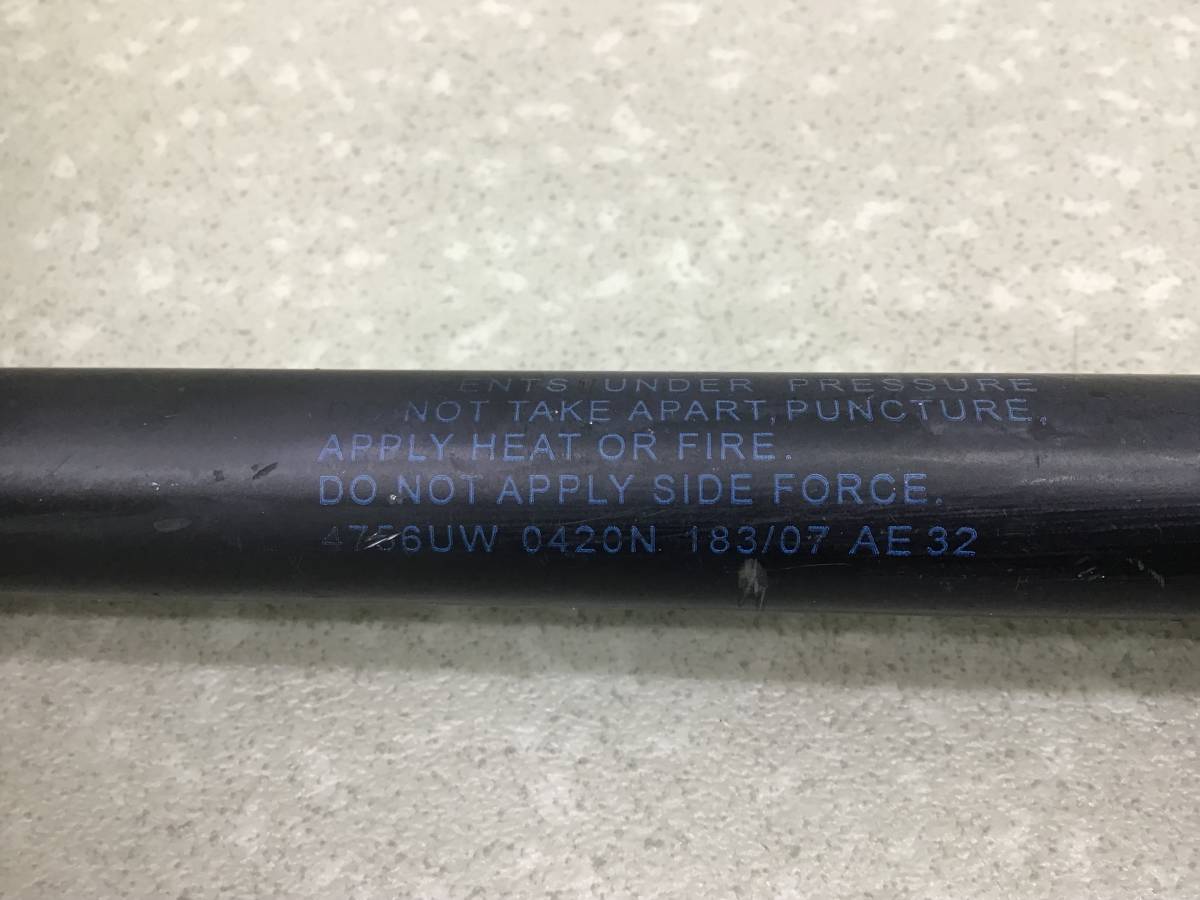 ENTS UNDER PRESSURE
NOT TAKE APART, PUNCTURE,
APPLY HEAT OR FIRE.
DO NOT APPLY SIDE FORCE.
4756UW 0420N 183/07 AE 32